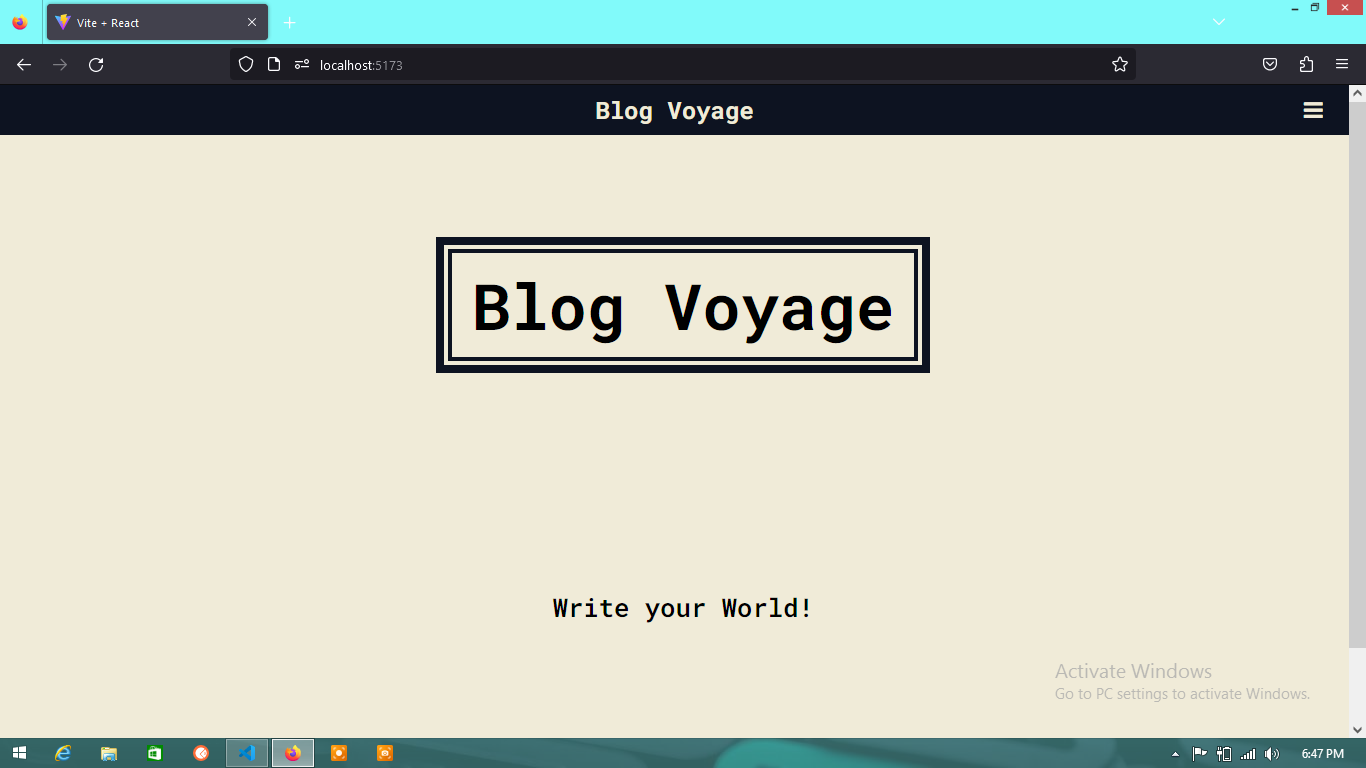 Vite + React
localhost:5173
Blog Voyage
Blog Voyage
Write your World!
Activate Windows
Go to PC settings to activate Windows.
6:47 PM